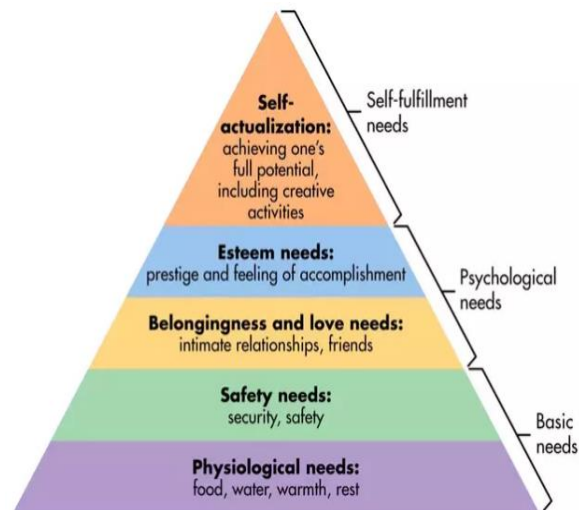 Self-
actualization:
achieving one's
full potential,
including creative
activities
Self-fulfillment
needs
Esteem needs:
prestige and feeling of accomplishment
Psychological
needs
Belongingness and love needs:
intimate relationships, friends
Safety needs:
security, safety
Basic
needs
Physiological needs:
food, water, warmth, rest